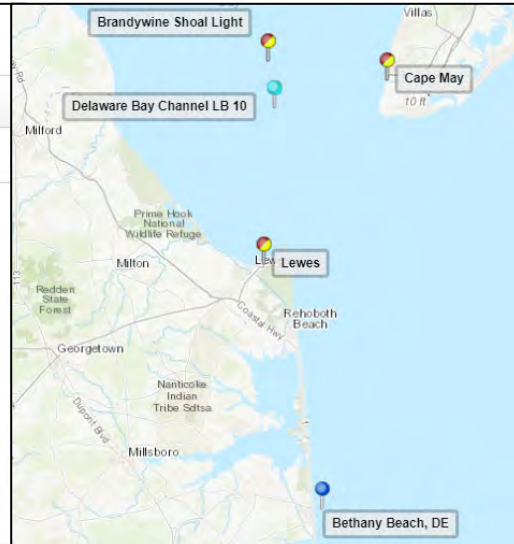 Villas
Brandywine Shoal Light
Cape May
10 ft
Delaware Bay Channel LB 10
Milford
Prime Hook
National
Wildlife Refuge
Lewes
Milton
113
Redden
State
Forest
Coastal Hwy
Rehoboth
Beach
Georgetown
Nanticoke
Indian
Tribe Sdtsa
Dupont Blvd
Millsboro
Bethany Beach, DE